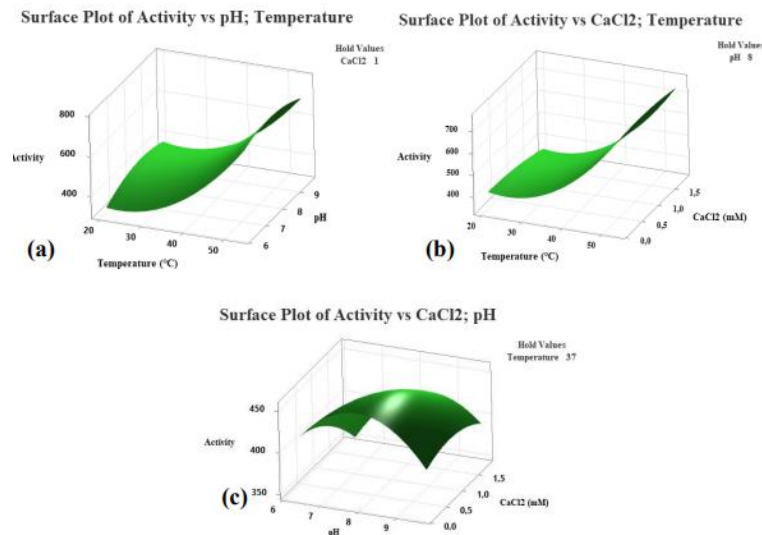 Surface Plot of Activity vs pH; Temperature
Hold Values
CaCl2 1
800
600
400
Activity
20
30
40
50
Temperature (°C)
6
7
8
9
pH
(a)
Surface Plot of Activity vs CaCl2; Temperature
Hold Values
pH 8
700
600
500
400
Activity
20
30
40
50
Temperature (°C)
0,0
0,5
1,0
1,5
CaCl2 (mM)
(b)
Surface Plot of Activity vs CaCl2; pH
Hold Values
Temperature 37
450
400
350
Activity
6
7
8
9
pH
0,0
0,5
1,0
1,5
CaCl2 (mM)
(c)